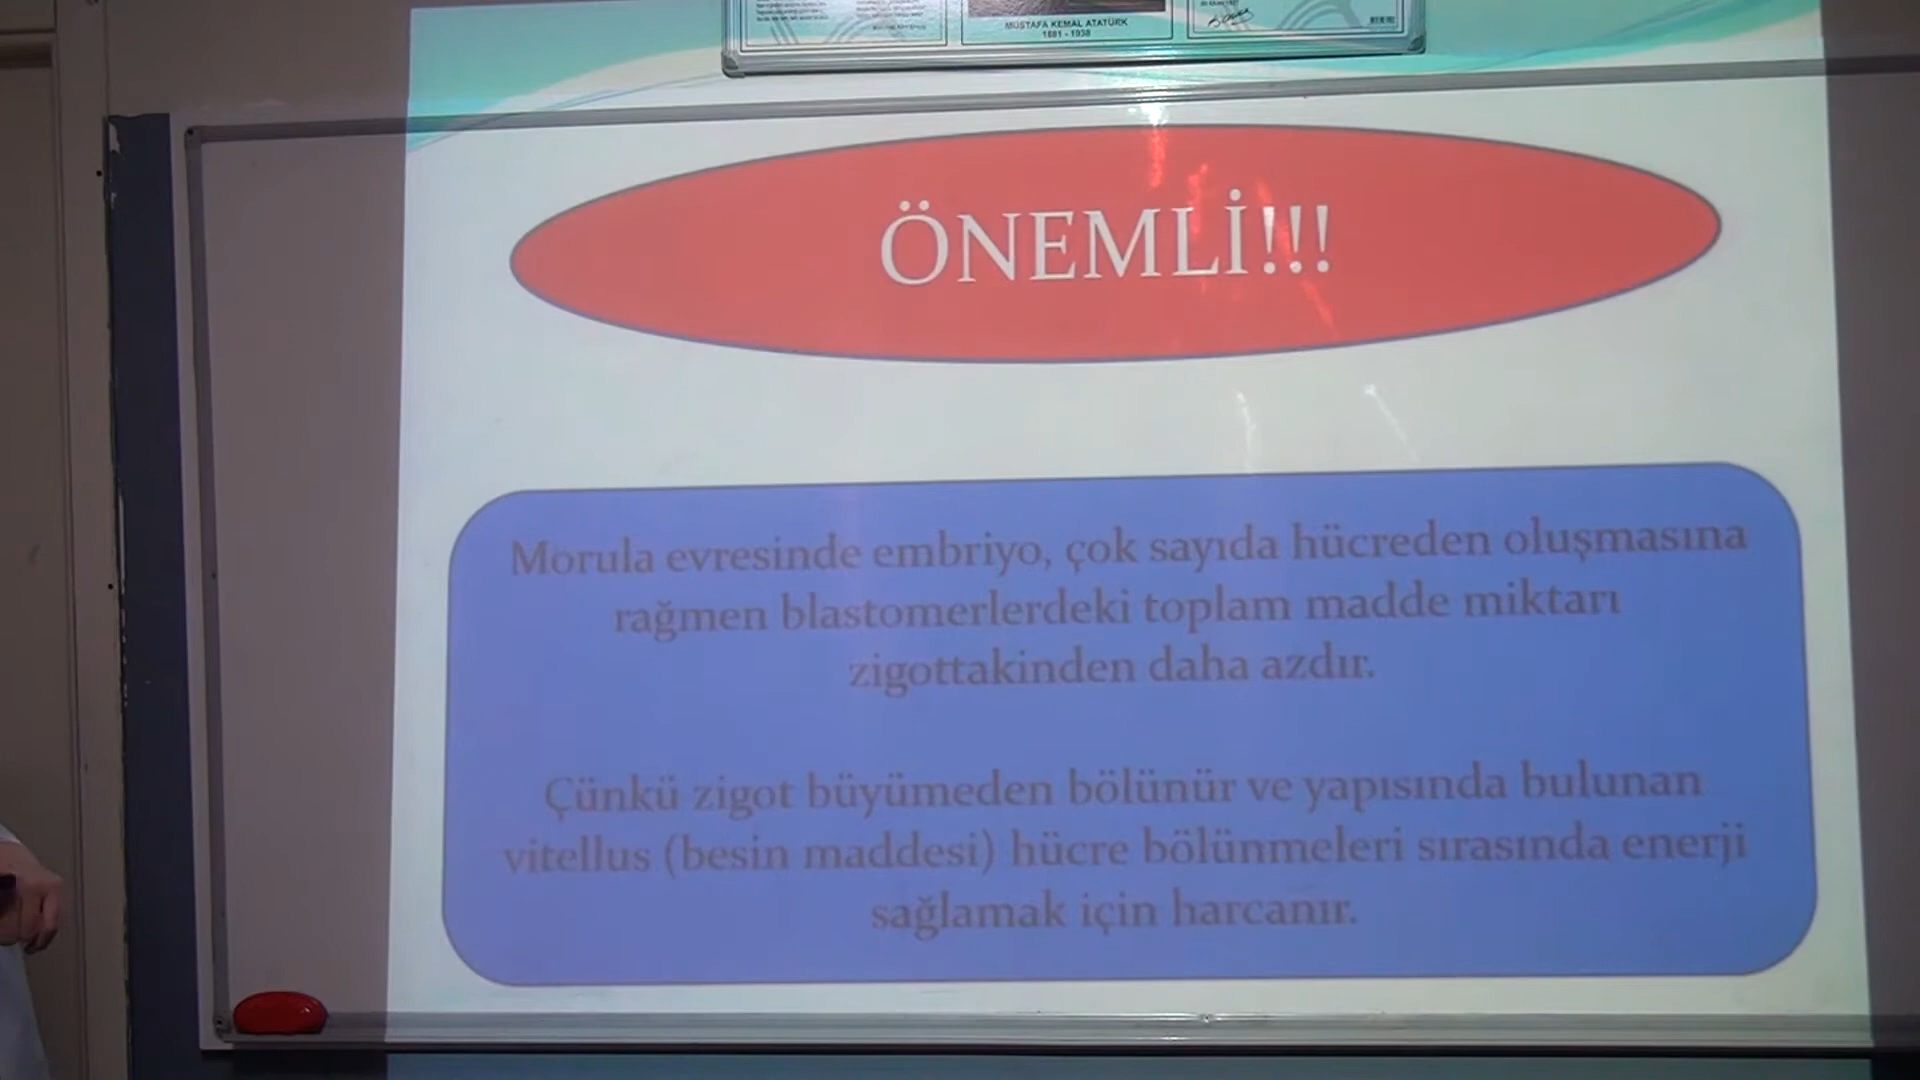 MUSTAFA KEMAL ATATÜRK
1881 - 1938
ÖNEMLİ!!!
Morula evresinde embriyo, çok sayıda hücreden oluşmasına
rağmen blastomerlerdeki toplam madde miktarı
zigottakinden daha azdır.
Çünkü zigot büyümeden bölünür ve yapısında bulunan
vitellus (besin maddesi) hücre bölünmeleri sırasında enerji
sağlamak için harcanır.